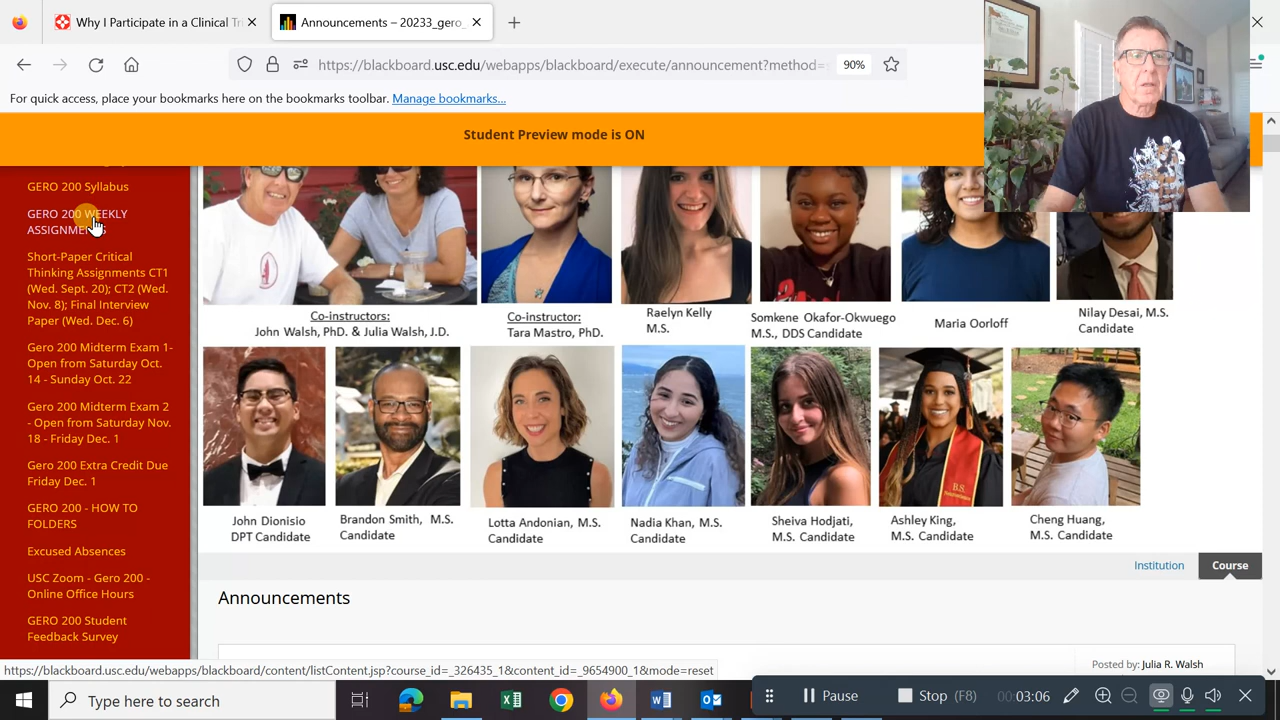 Why I Participate in a Clinical Tri
Announcements – 20233_gero_
https://blackboard.usc.edu/webapps/blackboard/execute/announcement?method=
90%
For quick access, place your bookmarks here on the bookmarks toolbar. Manage bookmarks...
Student Preview mode is ON
GERO 200 Syllabus
GERO 200 WEEKLY
ASSIGNMENTS
Short-Paper Critical
Thinking Assignments CT1
(Wed. Sept. 20); CT2 (Wed.
Nov. 8); Final Interview
Paper (Wed. Dec. 6)
Gero 200 Midterm Exam 1-
Open from Saturday Oct.
14 - Sunday Oct. 22
Gero 200 Midterm Exam 2
- Open from Saturday Nov.
18 - Friday Dec. 1
Gero 200 Extra Credit Due
Friday Dec. 1
GERO 200 - HOW TO
FOLDERS
Excused Absences
USC Zoom - Gero 200 -
Online Office Hours
GERO 200 Student
Feedback Survey
Co-instructors:
John Walsh, PhD. & Julia Walsh, J.D.
Co-instructor:
Tara Mastro, PhD.
Raelyn Kelly
M.S.
Somkene Okafor-Okwuego
M.S., DDS Candidate
Maria Oorloff
Nilay Desai, M.S.
Candidate
John Dionisio
DPT Candidate
Brandon Smith, M.S.
Candidate
Lotta Andonian, M.S.
Candidate
Nadia Khan, M.S.
Candidate
Sheiva Hodjati,
M.S. Candidate
B.S.
Ashley King,
M.S. Candidate
Cheng Huang,
M.S. Candidate
Institution
Course
Announcements
Posted by: Julia R. Walsh
https://blackboard.usc.edu/webapps/blackboard/content/listContent.jsp?course_id=_326435_1&content_id=_9654900_1&mode=reset
Type here to search
Pause
Stop (F8)
00:03:06